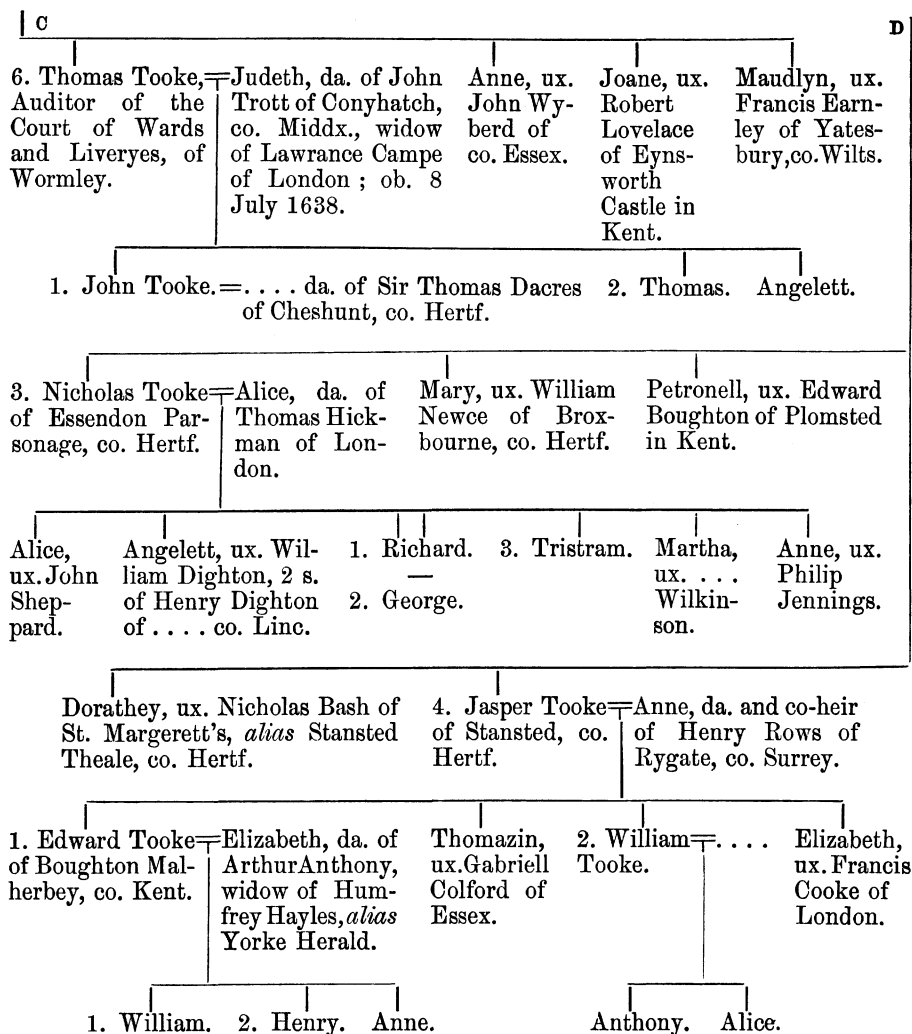 C D
6. Thomas Tooke,=Judeth, da. of John
Auditor of the Trott of Conyhatch,
Court of Wards co. Middx., widow
and Liveryes, of of Lawrance Campe
Wormley. of London ; ob. 8
July 1638.
Anne, ux.
John Wy-
berd of
co. Essex.
Joane, ux.
Robert
Lovelace
of Eyns-
worth
Castle in
Kent.
Maudlyn, ux.
Francis Earn-
ley of Yates-
bury, co. Wilts.
1. John Tooke.=. . . . da. of Sir Thomas Dacres
of Cheshunt, co. Hertf.
2. Thomas. Angelett.
3. Nicholas Tooke=Alice, da. of
of Essendon Par- Thomas Hick-
sonage, co. Hertf. man of Lon-
don.
Mary, ux. William
Newce of Brox-
bourne, co. Hertf.
Petronell, ux. Edward
Boughton of Plomsted
in Kent.
Alice,
ux. John
Shep-
pard.
Angelett, ux. Wil-
liam Dighton, 2 s.
of Henry Dighton
of . . . . co. Linc.
1. Richard.
—
2. George.
3. Tristram.
Martha,
ux. . . .
Wilkin-
son.
Anne, ux.
Philip
Jennings.
Dorathey, ux. Nicholas Bash of
St. Margerett's, alias Stansted
Theale, co. Hertf.
4. Jasper Tooke=Anne, da. and co-heir
of Stansted, co. of Henry Rows of
Hertf. Rygate, co. Surrey.
1. Edward Tooke=Elizabeth, da. of
of Boughton Mal- Arthur Anthony,
herbey, co. Kent. widow of Hum-
frey Hayles, alias
Yorke Herald.
Thomazin,
ux. Gabriell
Colford of
Essex.
2. William=. . . .
Tooke.
Elizabeth,
ux. Francis
Cooke of
London.
1. William. 2. Henry. Anne.
Anthony. Alice.